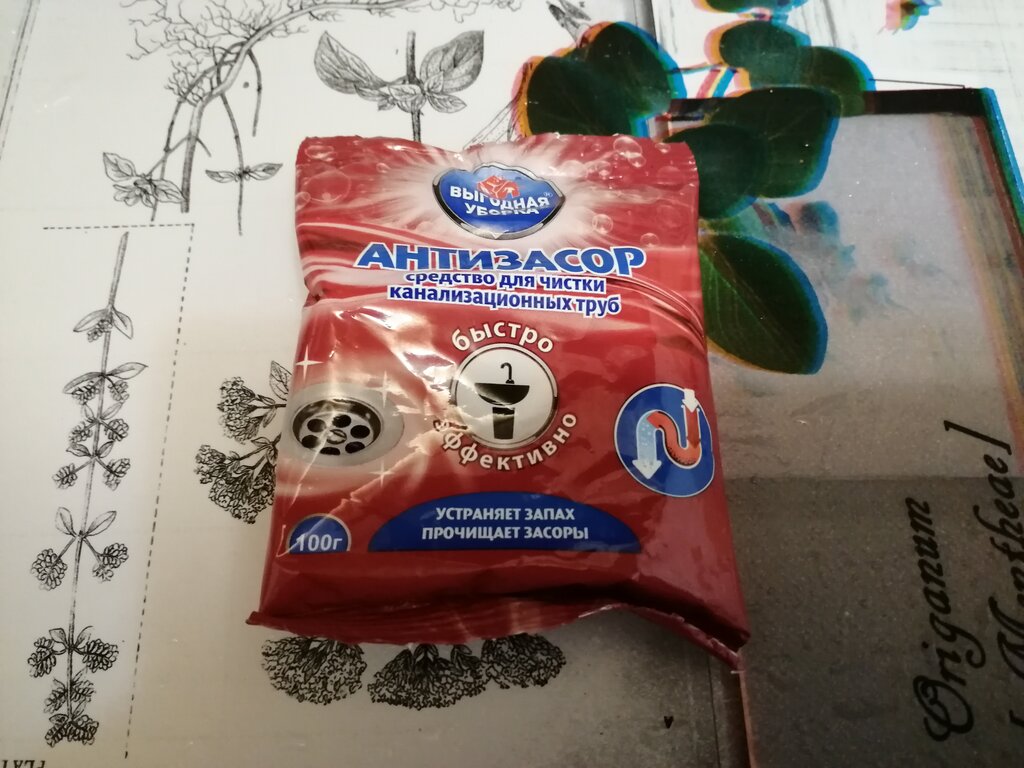 ВЫГОДНАЯ
УБОРКА
АНТИЗАСОР
средство для чистки
канализационных труб
быстро
эффективно
УСТРАНЯЕТ ЗАПАХ
ПРОЧИЩАЕТ ЗАСОРЫ
100г
Origanum